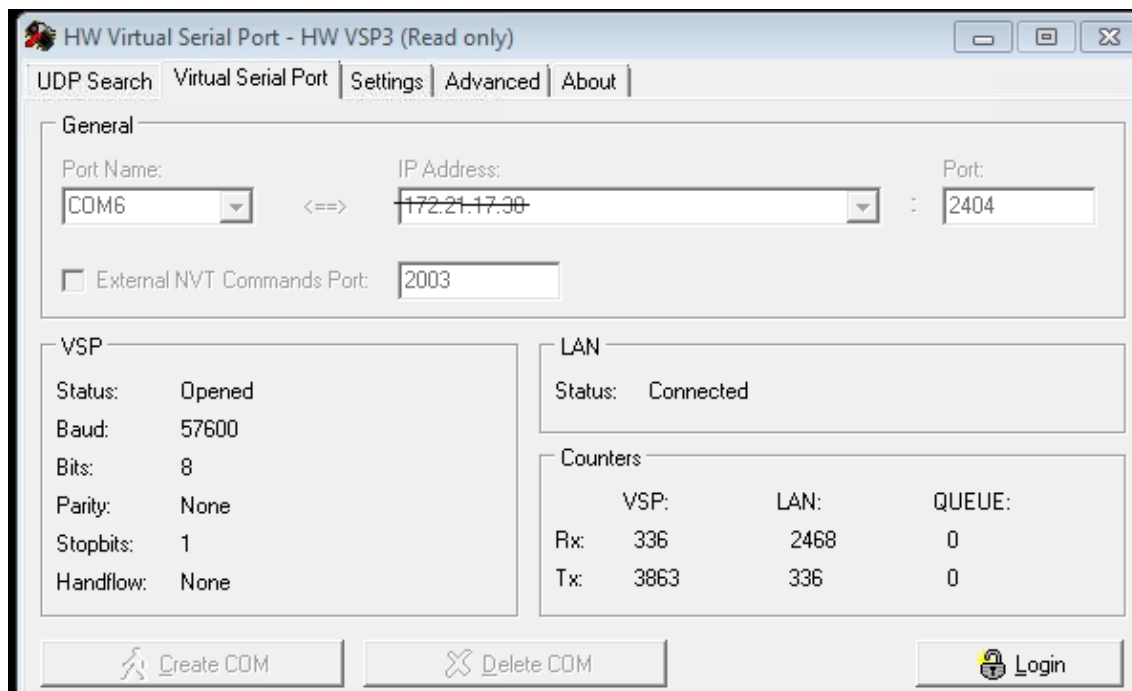 HW Virtual Serial Port - HW VSP3 (Read only)
UDP Search Virtual Serial Port Settings Advanced About
General
Port Name: IP Address: Port:
COM6 <==> 172.21.17.30 : 2404
External NVT Commands Port: 2003
VSP
Status: Opened
Baud: 57600
Bits: 8
Parity: None
Stopbits: 1
Handflow: None
LAN
Status: Connected
Counters
VSP: LAN: QUEUE:
Rx: 336 2468 0
Tx: 3863 336 0
Create COM Delete COM Login